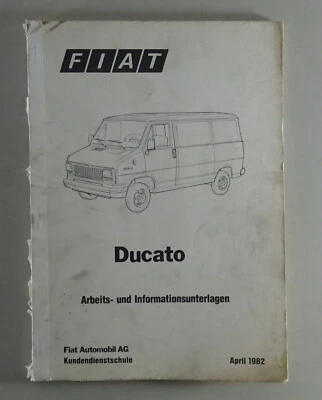 FIAT
Ducato
Arbeits- und Informationsunterlagen
Fiat Automobil AG
Kundendienstschule
April 1982